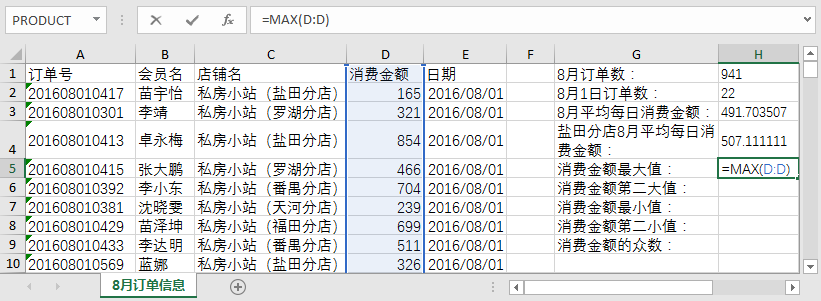 PRODUCT =MAX(D:D)
A B C D E F G H
1 订单号 会员名 店铺名 消费金额 日期 8月订单数： 941
2 201608010417 苗宇怡 私房小站（盐田分店） 165 2016/08/01 8月1日订单数： 22
3 201608010301 李靖 私房小站（罗湖分店） 321 2016/08/01 8月平均每日消费金额： 491.703507
4 201608010413 卓永梅 私房小站（盐田分店） 854 2016/08/01 盐田分店8月平均每日消
费金额： 507.111111
5 201608010415 张大鹏 私房小站（罗湖分店） 466 2016/08/01 消费金额最大值： =MAX(D:D)
6 201608010392 李小东 私房小站（番禺分店） 704 2016/08/01 消费金额第二大值：
7 201608010381 沈晓雯 私房小站（天河分店） 239 2016/08/01 消费金额最小值：
8 201608010429 苗泽坤 私房小站（福田分店） 699 2016/08/01 消费金额第二小值：
9 201608010433 李达明 私房小站（番禺分店） 511 2016/08/01 消费金额的众数：
10 201608010569 蓝娜 私房小站（盐田分店） 326 2016/08/01
8月订单信息